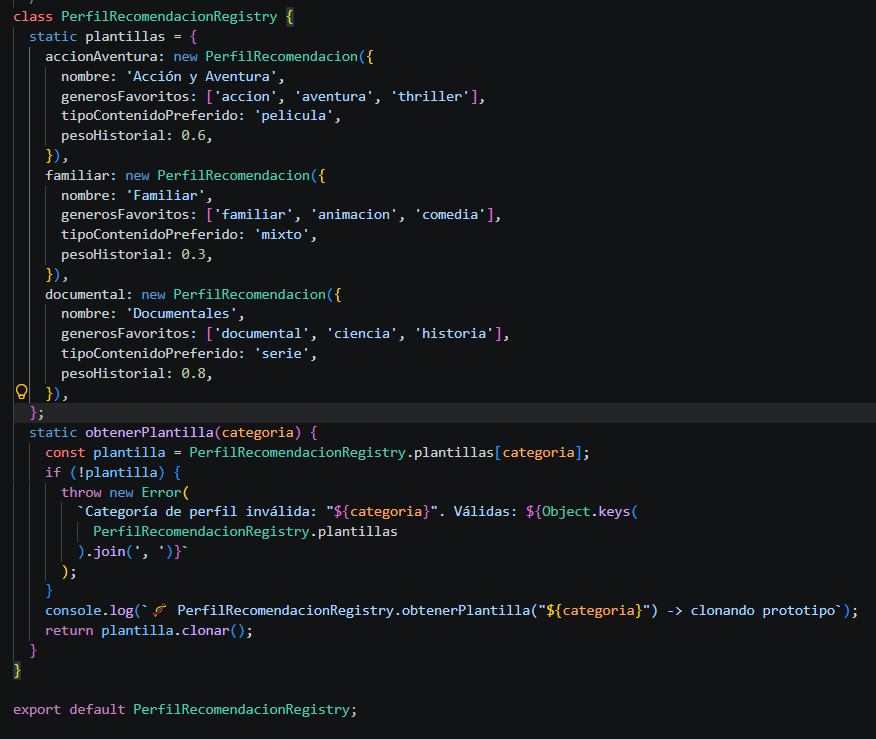 class PerfilRecomendacionRegistry {
  static plantillas = {
    accionAventura: new PerfilRecomendacion({
      nombre: 'Acción y Aventura',
      generosFavoritos: ['accion', 'aventura', 'thriller'],
      tipoContenidoPreferido: 'pelicula',
      pesoHistorial: 0.6,
    }),
    familiar: new PerfilRecomendacion({
      nombre: 'Familiar',
      generosFavoritos: ['familiar', 'animacion', 'comedia'],
      tipoContenidoPreferido: 'mixto',
      pesoHistorial: 0.3,
    }),
    documental: new PerfilRecomendacion({
      nombre: 'Documentales',
      generosFavoritos: ['documental', 'ciencia', 'historia'],
      tipoContenidoPreferido: 'serie',
      pesoHistorial: 0.8,
    }),
  };
  static obtenerPlantilla(categoria) {
    const plantilla = PerfilRecomendacionRegistry.plantillas[categoria];
    if (!plantilla) {
      throw new Error(
        `Categoría de perfil inválida: "${categoria}". Válidas: ${Object.keys(
          PerfilRecomendacionRegistry.plantillas
        ).join(', ')}`
      );
    }
    console.log(` PerfilRecomendacionRegistry.obtenerPlantilla("${categoria}") -> clonando prototipo`);
    return plantilla.clonar();
  }
}
export default PerfilRecomendacionRegistry;